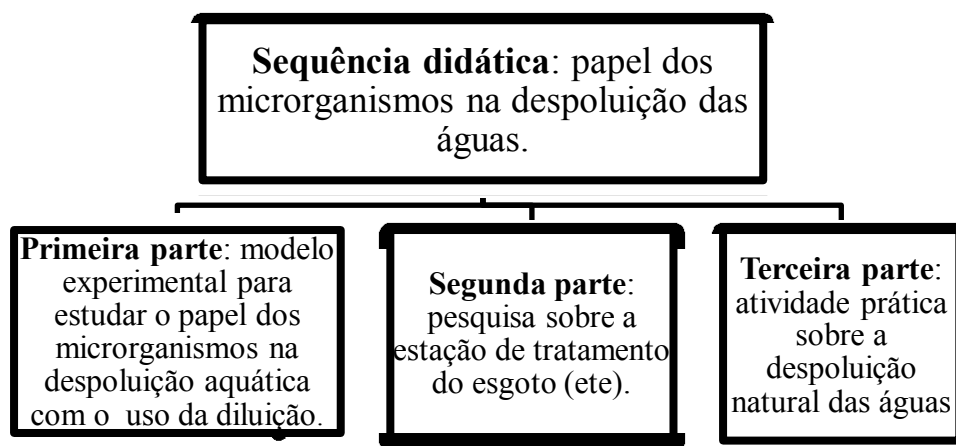 Sequência didática: papel dos
microrganismos na despoluição das
águas.
Primeira parte: modelo
experimental para
estudar o papel dos
microrganismos na
despoluição aquática
com o uso da diluição.
Segunda parte:
pesquisa sobre a
estação de tratamento
do esgoto (ete).
Terceira parte:
atividade prática
sobre a
despoluição
natural das águas